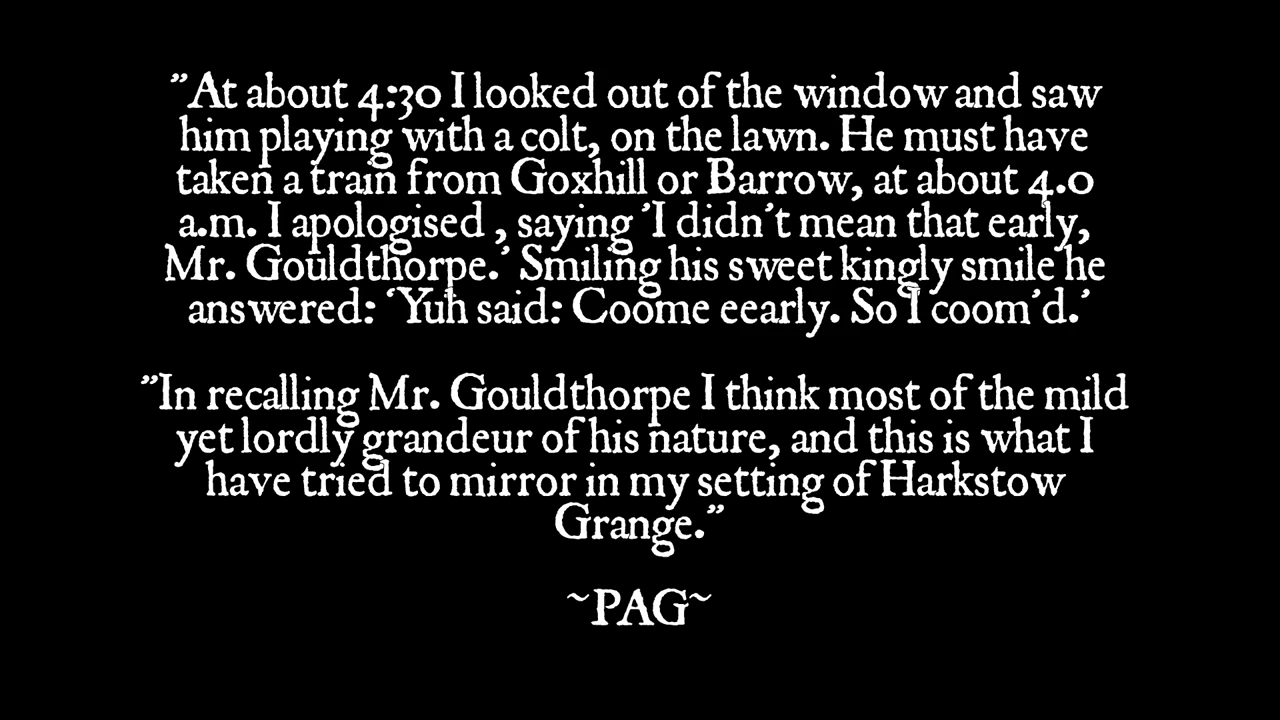 "At about 4:30 I looked out of the window and saw
him playing with a colt, on the lawn. He must have
taken a train from Goxhill or Barrow, at about 4.0
a.m. I apologised , saying 'I didn't mean that early,
Mr. Gouldthorpe.' Smiling his sweet kingly smile he
answered: 'Yuh said: Coome eearly. So I coom'd.'
"In recalling Mr. Gouldthorpe I think most of the mild
yet lordly grandeur of his nature, and this is what I
have tried to mirror in my setting of Harkstow
Grange."
~PAG~